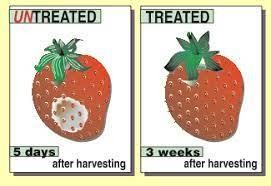 UNTREATED
5 days
after harvesting
TREATED
3 weeks
after harvesting